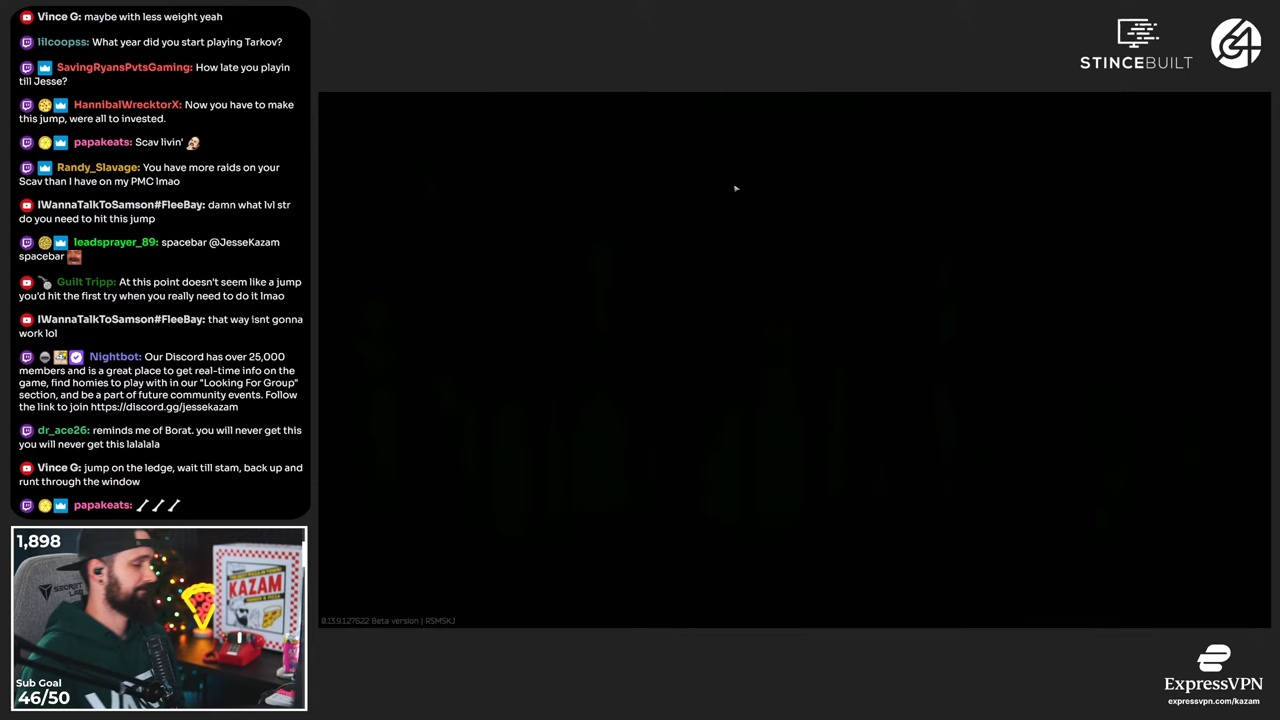 Vince G: maybe with less weight yeah
lilcoopss: What year did you start playing Tarkov?
SavingRyansPvtsGaming: How late you playin
till Jesse?
HannibalWrecktorX: Now you have to make
this jump, were all to invested.
papakeats: Scav livin'
Randy_Slavage: You have more raids on your
Scav than I have on my PMC lmao
IWannaTalkToSamson#FleeBay: damn what lvl str
do you need to hit this jump
leadsprayer_89: spacebar @JesseKazam
spacebar
Guilt Tripp: At this point doesn't seem like a jump
you'd hit the first try when you really need to do it lmao
IWannaTalkToSamson#FleeBay: that way isnt gonna
work lol
Nightbot: Our Discord has over 25,000
members and is a great place to get real-time info on the
game, find homies to play with in our "Looking For Group"
section, and be a part of future community events. Follow
the link to join https://discord.gg/jessekazam
dr_ace26: reminds me of Borat. you will never get this
you will never get this lalalala
Vince G: jump on the ledge, wait till stam, back up and
runt through the window
papakeats:
1,898
KAZAM
Sub Goal
46/50
STINCEBUILT
G4
0.13.9.1.27622 Beta version | RSMSKJ
ExpressVPN
expressvpn.com/kazam